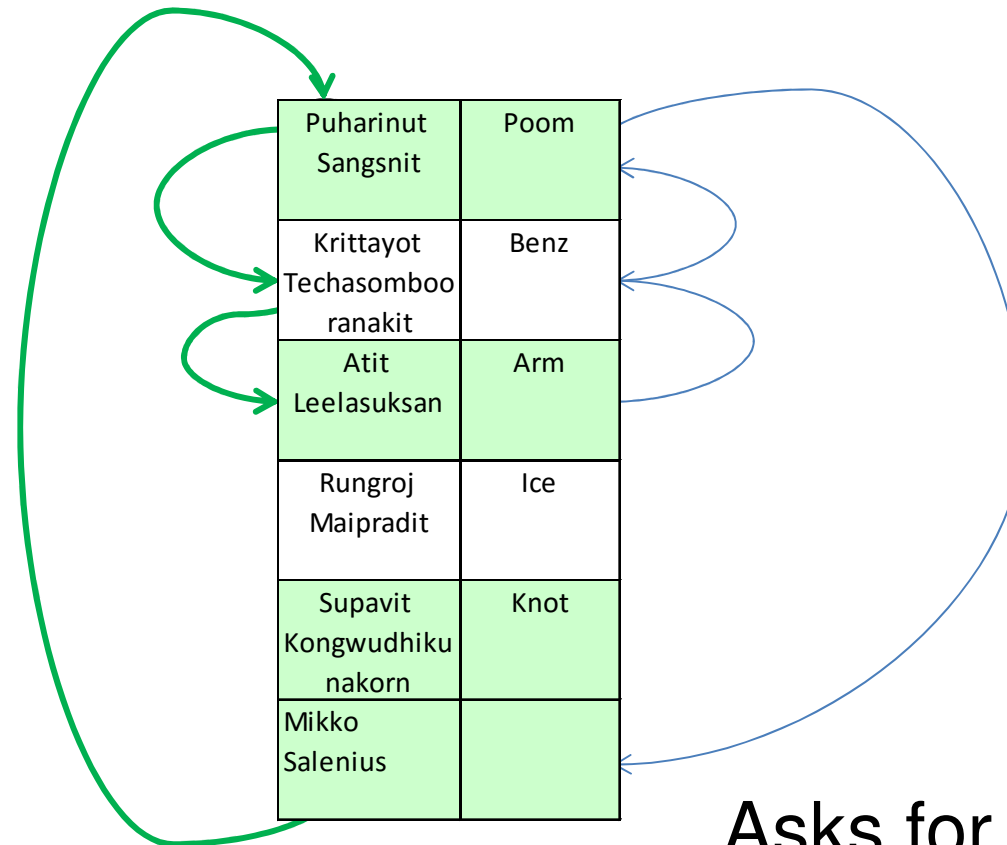 Puharinut Poom
Sangsnit
Krittayot Benz
Techasomboo
ranakit
Atit Arm
Leelasuksan
Rungroj Ice
Maipradit
Supavit Knot
Kongwudhiku
nakorn
Mikko
Salenius
Asks for